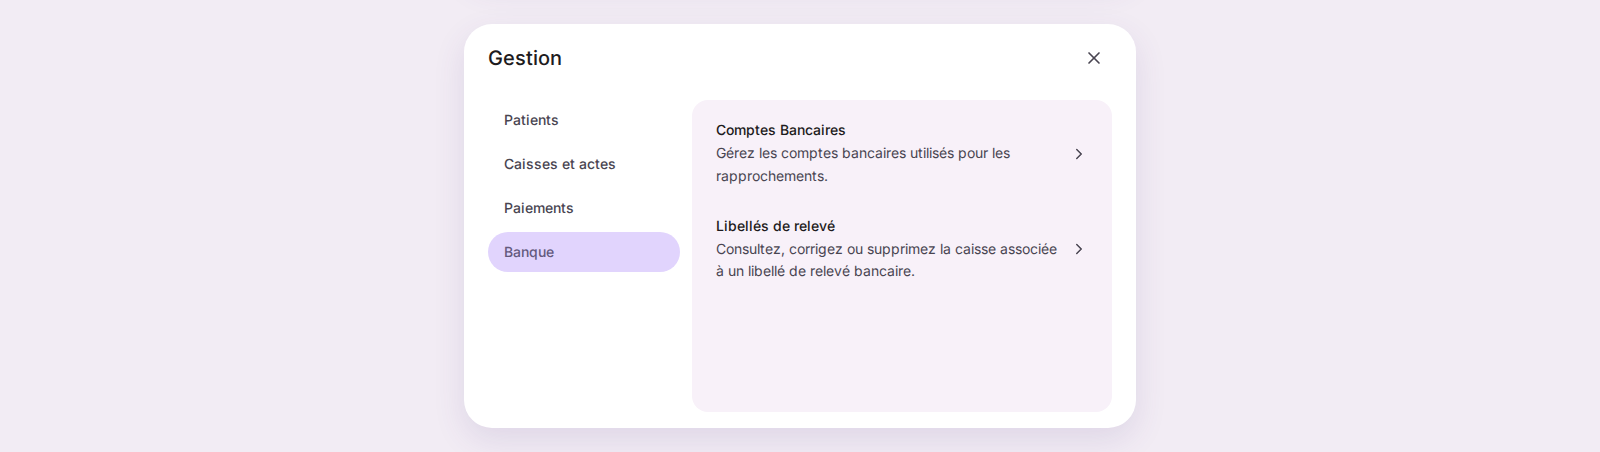 Gestion
Patients
Caisses et actes
Paiements
Banque
Comptes Bancaires
Gérez les comptes bancaires utilisés pour les
rapprochements.
Libellés de relevé
Consultez, corrigez ou supprimez la caisse associée
à un libellé de relevé bancaire.